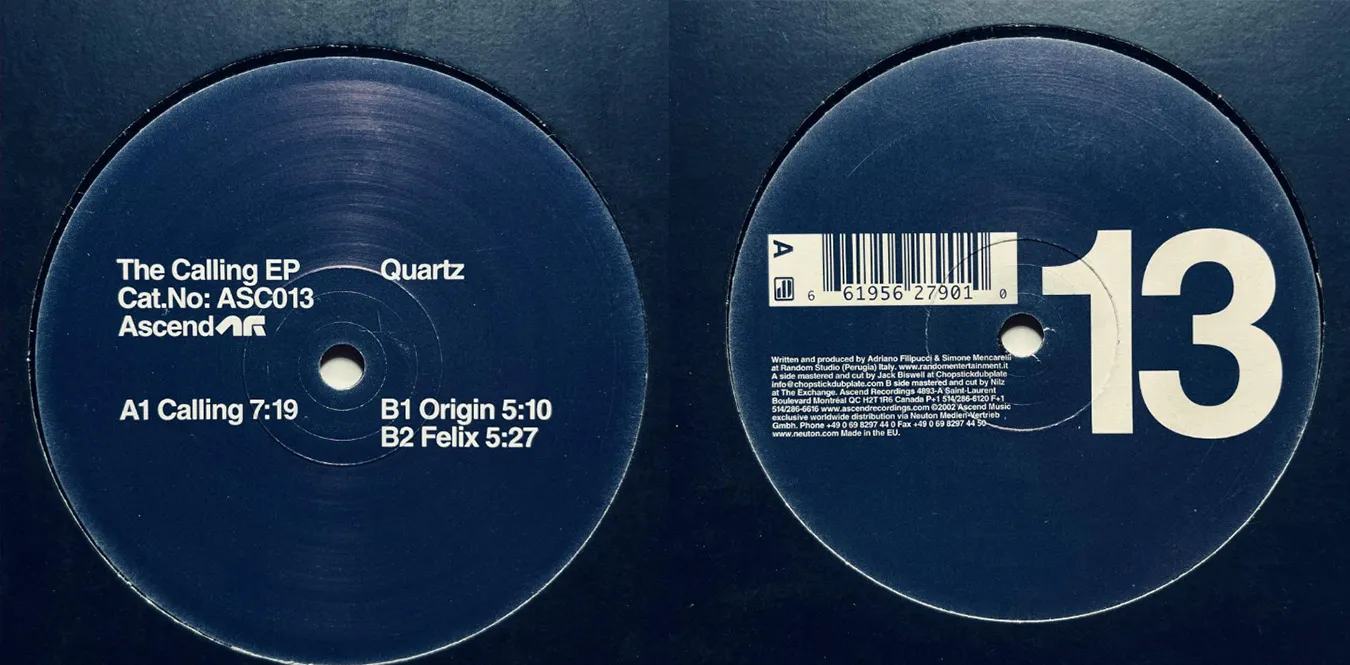 The Calling EP
Cat.No: ASC013
Ascend
Quartz
A1 Calling 7:19
B1 Origin 5:10
B2 Felix 5:27
A
6 61956 27901 0
13
Written and produced by Adriano Filipucci & Simone Mencarelli
at Random Studio (Perugia) Italy. www.randomentertainment.it
A side mastered and cut by Jack Biswell at Chopstickdubplate
info@chopstickdubplate.com B side mastered and cut by Nilz
at The Exchange. Ascend Recordings 4893-A Saint-Laurent
Boulevard Montréal QC H2T 1R6 Canada P+1 514/286-6120 F+1
514/286-6616 www.ascendrecordings.com ©2002 Ascend Music
exclusive worldwide distribution via Neuton Medien-Vertrieb
Gmbh. Phone +49 0 69 8297 44 0 Fax +49 0 69 8297 44 50
www.neuton.com Made in the EU.